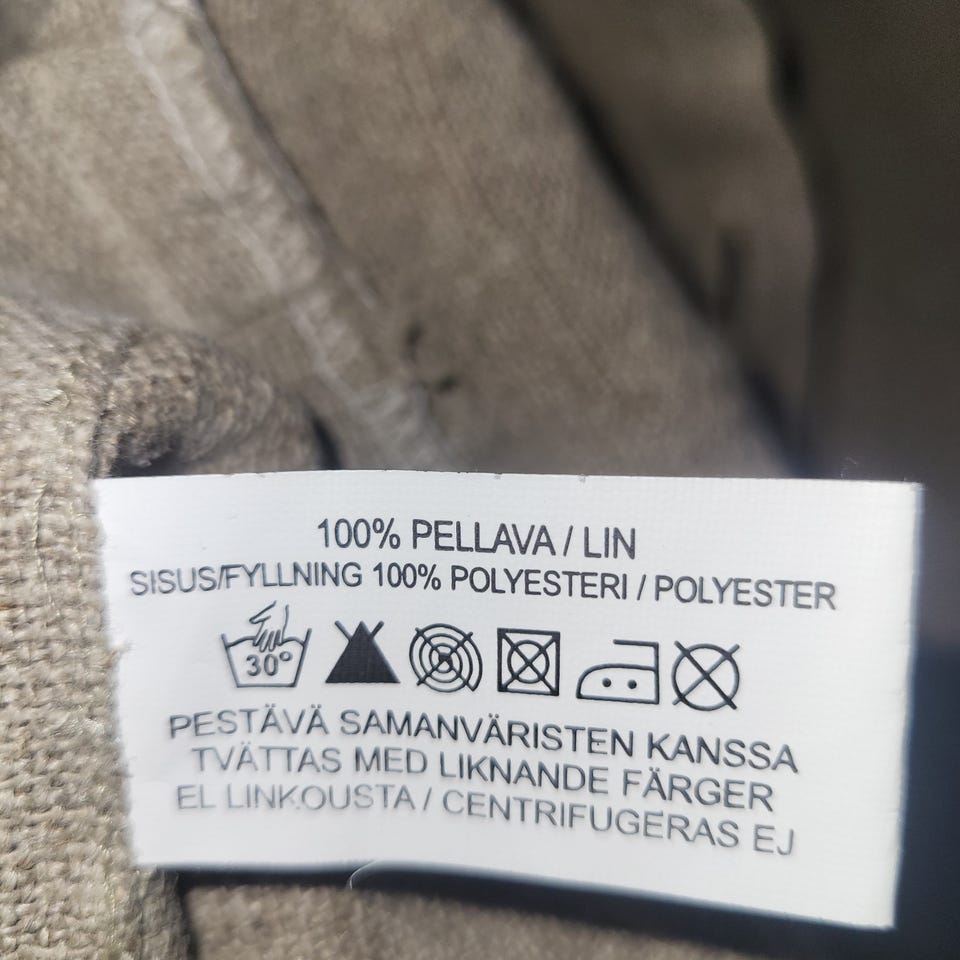 100% PELLAVA / LIN
SISUS/FYLLNING 100% POLYESTERI / POLYESTER
30°
PESTÄVÄ SAMANVÄRISTEN KANSSA
TVÄTTAS MED LIKNANDE FÄRGER
EL LINKOUSTA / CENTRIFUGERAS EJ